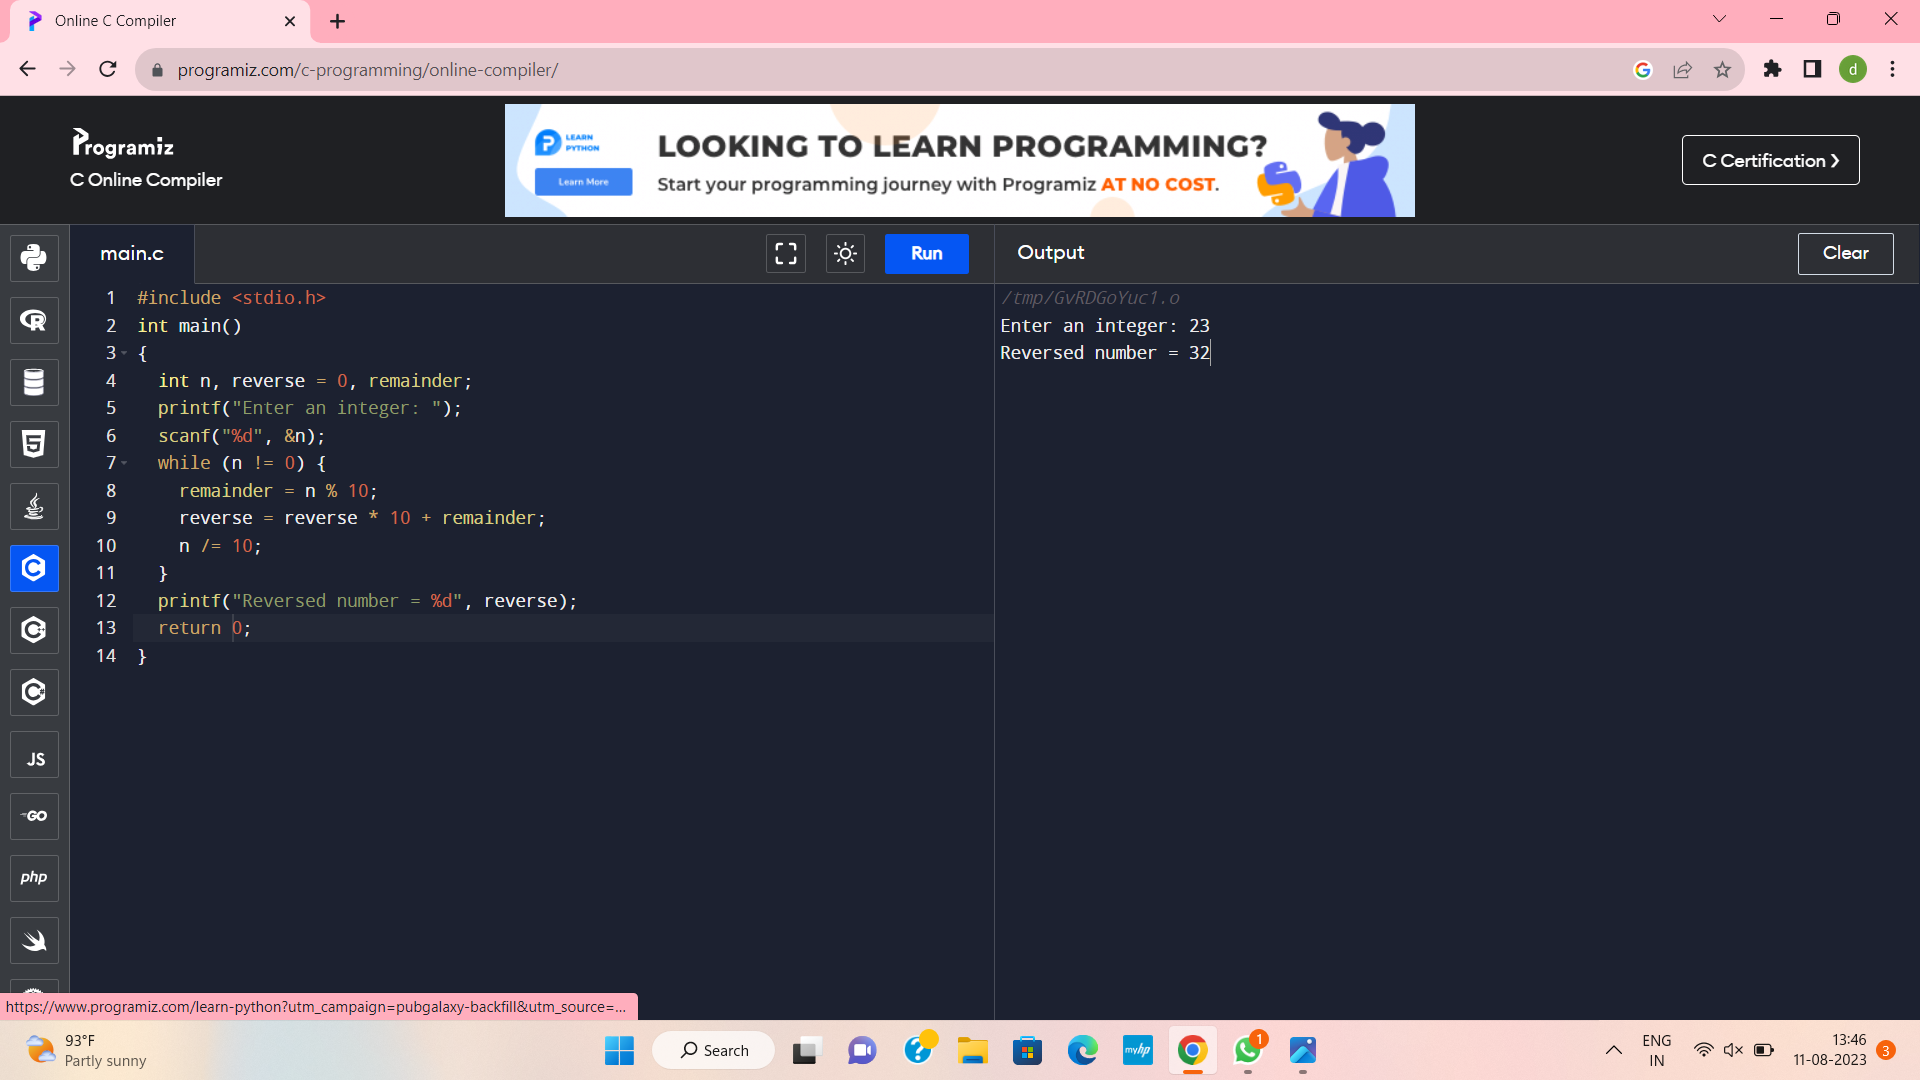 Online C Compiler
programiz.com/c-programming/online-compiler/
d
Programiz
C Online Compiler
LEARN
PYTHON
Learn More
LOOKING TO LEARN PROGRAMMING?
Start your programming journey with Programiz AT NO COST.
C Certification ❯
main.c
Run
Output
Clear
1 #include <stdio.h>
2 int main()
3 {
4 int n, reverse = 0, remainder;
5 printf("Enter an integer: ");
6 scanf("%d", &n);
7 while (n != 0) {
8 remainder = n % 10;
9 reverse = reverse * 10 + remainder;
10 n /= 10;
11 }
12 printf("Reversed number = %d", reverse);
13 return 0;
14 }
/tmp/GvRDGoYuc1.o
Enter an integer: 23
Reversed number = 32
JS
GO
php
https://www.programiz.com/learn-python?utm_campaign=pubgalaxy-backfill&utm_source=...
93°F
Partly sunny
Search
myhp
1
ENG
IN
13:46
11-08-2023
3